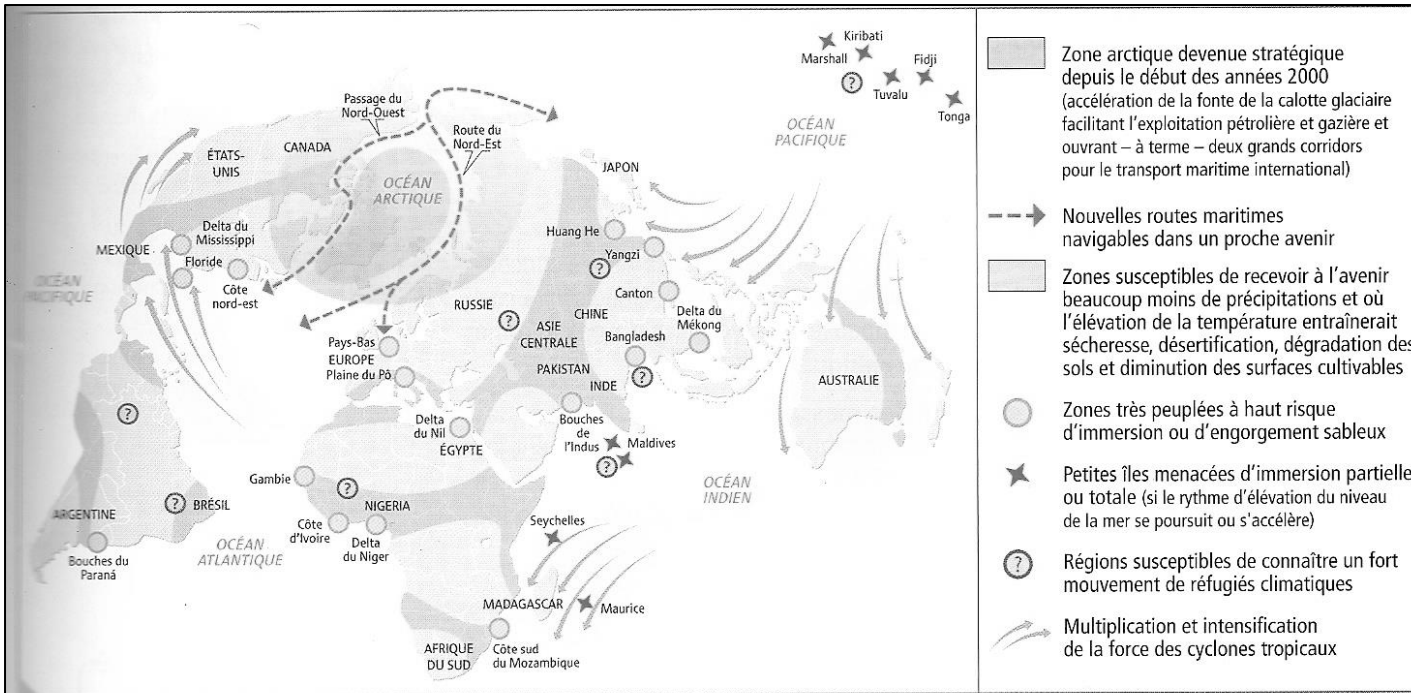 Kiribati
Marshall
Fidji
Tuvalu
Tonga
OCÉAN
PACIFIQUE
Passage du
Nord-Ouest
Route du
Nord-Est
CANADA
ÉTATS-
UNIS
OCÉAN
ARCTIQUE
JAPON
Delta du
Mississippi
MEXIQUE
Floride
Côte
nord-est
OCÉAN
PACIFIQUE
Huang He
Yangzi
Canton
Delta du
Mékong
RUSSIE
CHINE
ASIE
CENTRALE
Bangladesh
Pays-Bas
EUROPE
Plaine du Pô
PAKISTAN
INDE
AUSTRALIE
Delta
du Nil
ÉGYPTE
Bouches
de
l'Indus
Maldives
OCÉAN
INDIEN
Gambie
NIGERIA
Côte
d'Ivoire
Delta
du Niger
BRÉSIL
ARGENTINE
Bouches du
Paraná
OCÉAN
ATLANTIQUE
Seychelles
MADAGASCAR
Maurice
AFRIQUE
DU SUD
Côte sud
du Mozambique
Zone arctique devenue stratégique
depuis le début des années 2000
(accélération de la fonte de la calotte glaciaire
facilitant l'exploitation pétrolière et gazière et
ouvrant – à terme – deux grands corridors
pour le transport maritime international)
Nouvelles routes maritimes
navigables dans un proche avenir
Zones susceptibles de recevoir à l'avenir
beaucoup moins de précipitations et où
l'élévation de la température entraînerait
sécheresse, désertification, dégradation des
sols et diminution des surfaces cultivables
Zones très peuplées à haut risque
d'immersion ou d'engorgement sableux
Petites îles menacées d'immersion partielle
ou totale (si le rythme d'élévation du niveau
de la mer se poursuit ou s'accélère)
? Régions susceptibles de connaître un fort
mouvement de réfugiés climatiques
Multiplication et intensification
de la force des cyclones tropicaux